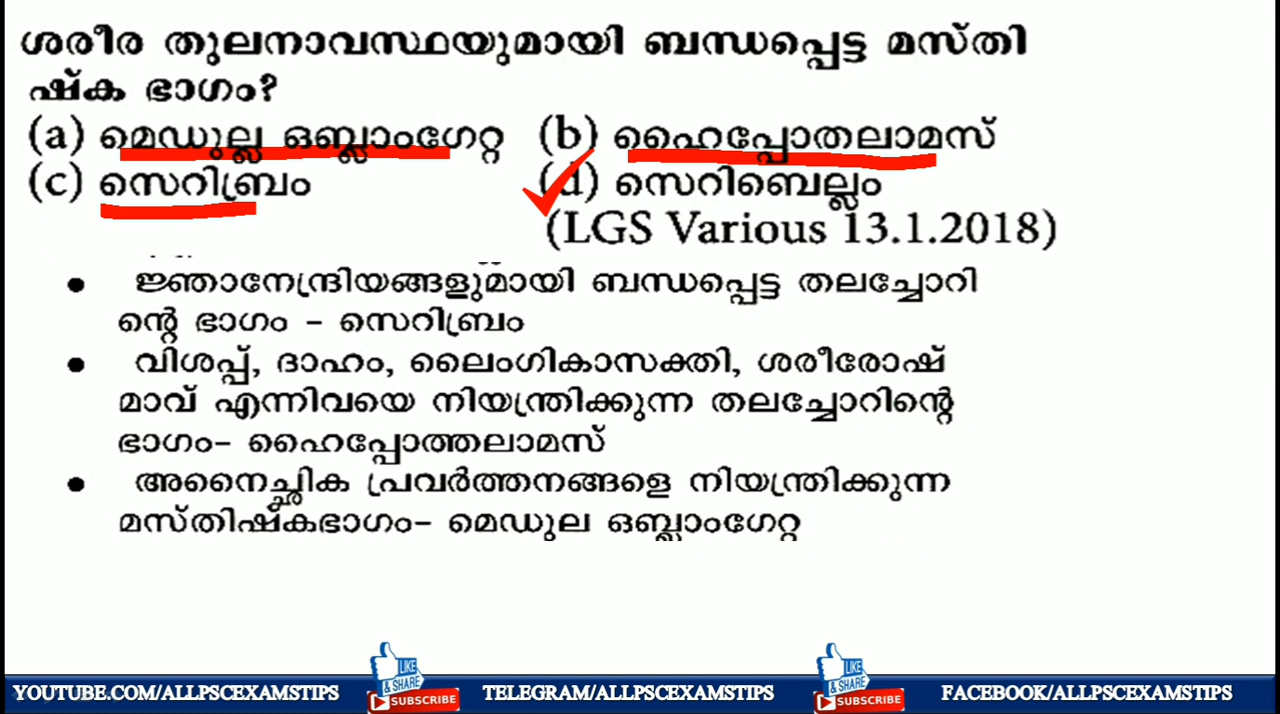 ശരീര തുലനാവസ്ഥയുമായി ബന്ധപ്പെട്ട മസ്തി
ഷ്ക ഭാഗം?
(a) മെഡുല്ല ഒബ്ലാംഗേറ്റ (b) ഹൈപ്പോതലാമസ്
(c) സെറിബ്രം (d) സെറിബെല്ലം
(LGS Various 13.1.2018)
• ജ്ഞാനേന്ദ്രിയങ്ങളുമായി ബന്ധപ്പെട്ട തലച്ചോറി
ന്റെ ഭാഗം - സെറിബ്രം
• വിശപ്പ്, ദാഹം, ലൈംഗികാസക്തി, ശരീരോഷ്
മാവ് എന്നിവയെ നിയന്ത്രിക്കുന്ന തലച്ചോറിന്റെ
ഭാഗം- ഹൈപ്പോത്തലാമസ്
• അനൈച്ഛിക പ്രവർത്തനങ്ങളെ നിയന്ത്രിക്കുന്ന
മസ്തിഷ്കഭാഗം- മെഡുല ഒബ്ലാംഗേറ്റ
YOUTUBE.COM/ALLPSCEXAMSTIPS LIKE & SHARE SUBSCRIBE TELEGRAM/ALLPSCEXAMSTIPS LIKE & SHARE SUBSCRIBE FACEBOOK/ALLPSCEXAMSTIPS